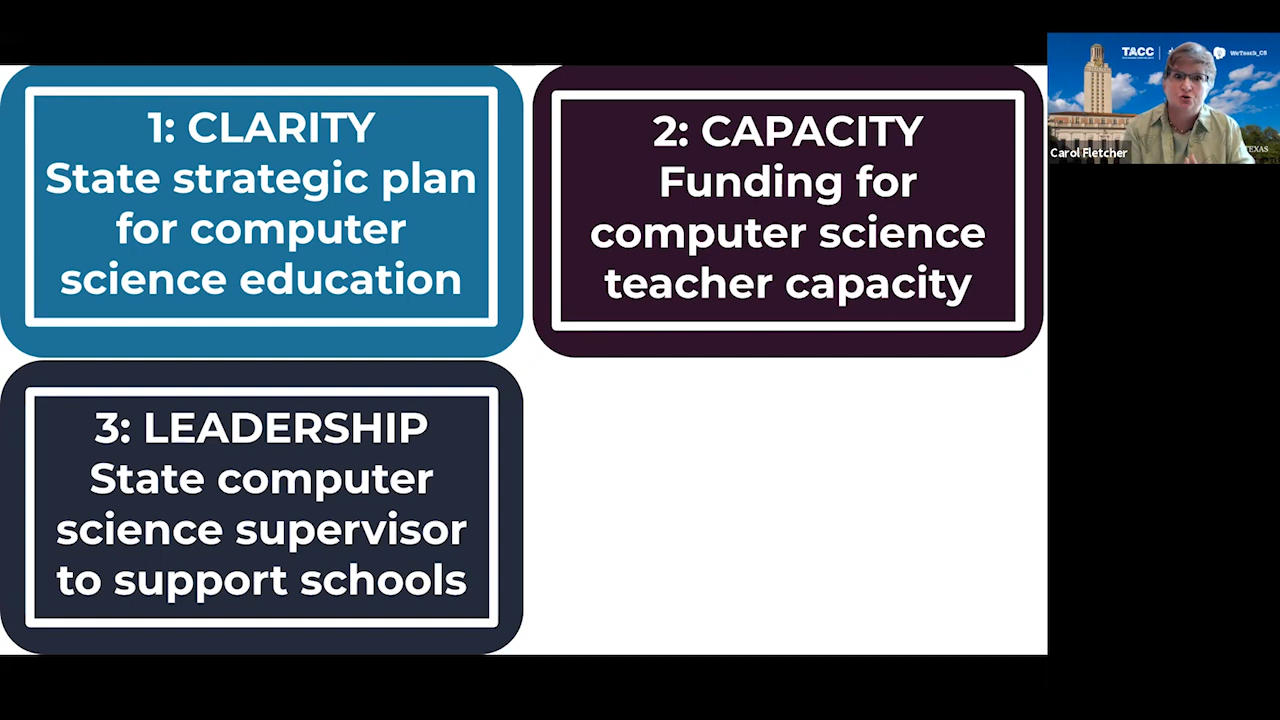 1: CLARITY
State strategic plan
for computer
science education
2: CAPACITY
Funding for
computer science
teacher capacity
3: LEADERSHIP
State computer
science supervisor
to support schools
TACC
WeTeach_CS
TEXAS
Carol Fletcher